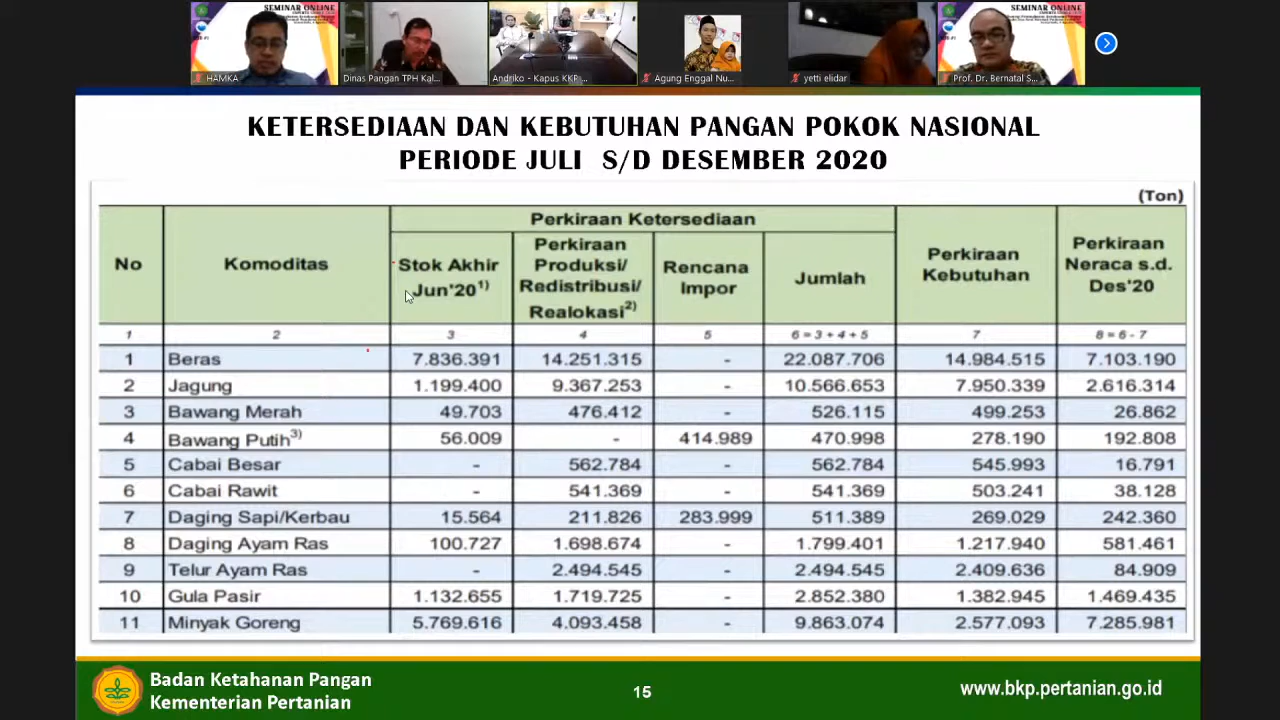 SEMINAR ONLINE
SEMINAR ONLINE
HAMKA
Dinas Pangan TPH Kal...
Andriko - Kapus KKP ...
Agung Enggal Nu...
yetti elidar
Prof. Dr. Bernatal S...
KETERSEDIAAN DAN KEBUTUHAN PANGAN POKOK NASIONAL
PERIODE JULI S/D DESEMBER 2020
(Ton)
No Komoditas Perkiraan Ketersediaan Perkiraan Kebutuhan Perkiraan Neraca s.d. Des'20
Stok Akhir Jun'20¹⁾ Perkiraan Produksi/ Redistribusi/ Realokasi²⁾ Rencana Impor Jumlah
1 2 3 4 5 6 = 3 + 4 + 5 7 8 = 6 - 7
1 Beras 7.836.391 14.251.315 - 22.087.706 14.984.515 7.103.190
2 Jagung 1.199.400 9.367.253 - 10.566.653 7.950.339 2.616.314
3 Bawang Merah 49.703 476.412 - 526.115 499.253 26.862
4 Bawang Putih³⁾ 56.009 - 414.989 470.998 278.190 192.808
5 Cabai Besar - 562.784 - 562.784 545.993 16.791
6 Cabai Rawit - 541.369 - 541.369 503.241 38.128
7 Daging Sapi/Kerbau 15.564 211.826 283.999 511.389 269.029 242.360
8 Daging Ayam Ras 100.727 1.698.674 - 1.799.401 1.217.940 581.461
9 Telur Ayam Ras - 2.494.545 - 2.494.545 2.409.636 84.909
10 Gula Pasir 1.132.655 1.719.725 - 2.852.380 1.382.945 1.469.435
11 Minyak Goreng 5.769.616 4.093.458 - 9.863.074 2.577.093 7.285.981
Badan Ketahanan Pangan
Kementerian Pertanian
15
www.bkp.pertanian.go.id